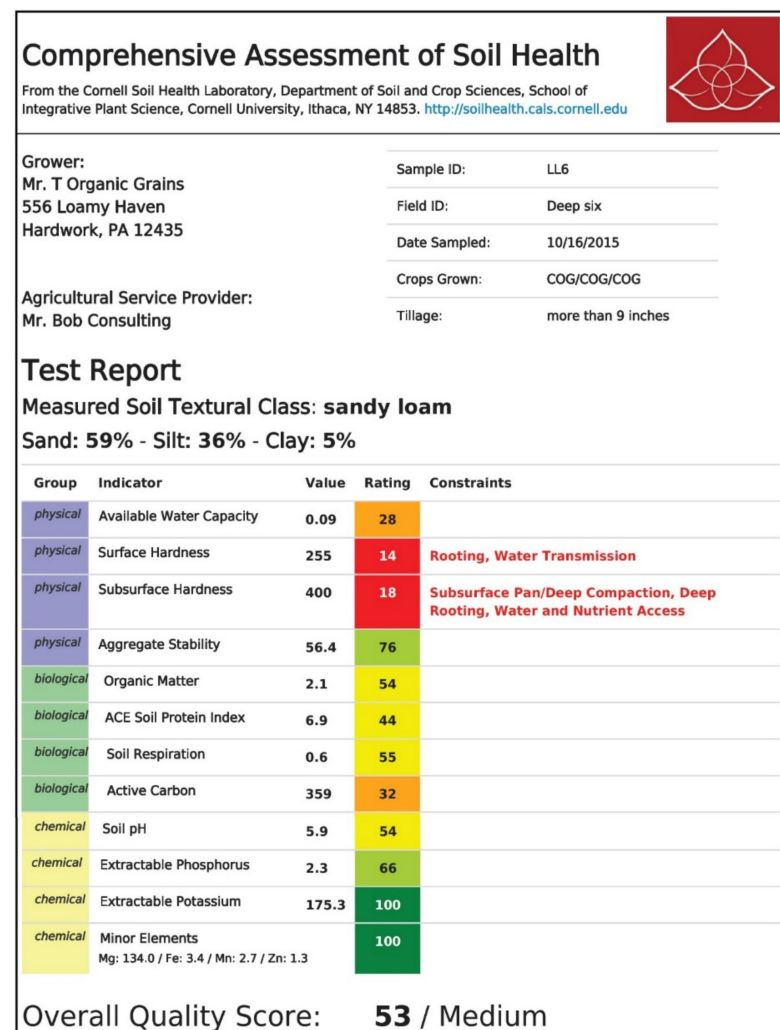 Comprehensive Assessment of Soil Health
From the Cornell Soil Health Laboratory, Department of Soil and Crop Sciences, School of
Integrative Plant Science, Cornell University, Ithaca, NY 14853. http://soilhealth.cals.cornell.edu
Grower:
Mr. T Organic Grains
556 Loamy Haven
Hardwork, PA 12435
Agricultural Service Provider:
Mr. Bob Consulting
Sample ID: LL6
Field ID: Deep six
Date Sampled: 10/16/2015
Crops Grown: COG/COG/COG
Tillage: more than 9 inches
Test Report
Measured Soil Textural Class: sandy loam
Sand: 59% - Silt: 36% - Clay: 5%
Group Indicator Value Rating Constraints
physical Available Water Capacity 0.09 28
physical Surface Hardness 255 14 Rooting, Water Transmission
physical Subsurface Hardness 400 18 Subsurface Pan/Deep Compaction, Deep
Rooting, Water and Nutrient Access
physical Aggregate Stability 56.4 76
biological Organic Matter 2.1 54
biological ACE Soil Protein Index 6.9 44
biological Soil Respiration 0.6 55
biological Active Carbon 359 32
chemical Soil pH 5.9 54
chemical Extractable Phosphorus 2.3 66
chemical Extractable Potassium 175.3 100
chemical Minor Elements 100
Mg: 134.0 / Fe: 3.4 / Mn: 2.7 / Zn: 1.3
Overall Quality Score: 53 / Medium